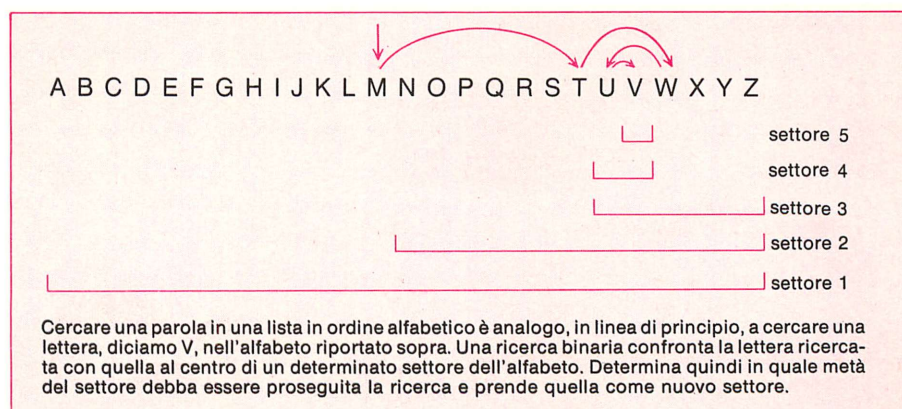 A B C D E F G H I J K L M N O P Q R S T U V W X Y Z
settore 5
settore 4
settore 3
settore 2
settore 1
Cercare una parola in una lista in ordine alfabetico è analogo, in linea di principio, a cercare una
lettera, diciamo V, nell'alfabeto riportato sopra. Una ricerca binaria confronta la lettera ricerca-
ta con quella al centro di un determinato settore dell'alfabeto. Determina quindi in quale metà
del settore debba essere proseguita la ricerca e prende quella come nuovo settore.